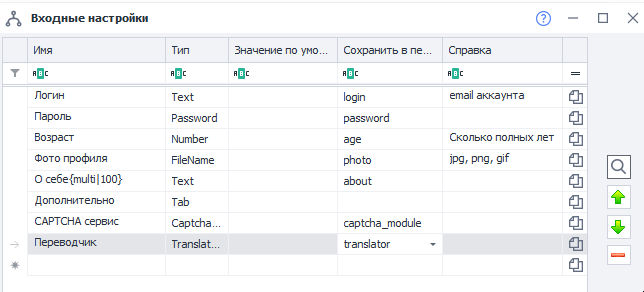 Входные настройки
Имя Тип Значение по умо... Сохранить в пе... Справка
ABC ABC ABC ABC ABC =
Логин Text login email аккаунта
Пароль Password password
Возраст Number age Сколько полных лет
Фото профиля FileName photo jpg, png, gif
О себе{multi|100} Text about
Дополнительно Tab
CAPTCHA сервис Captcha... captcha_module
Переводчик Translat... translator